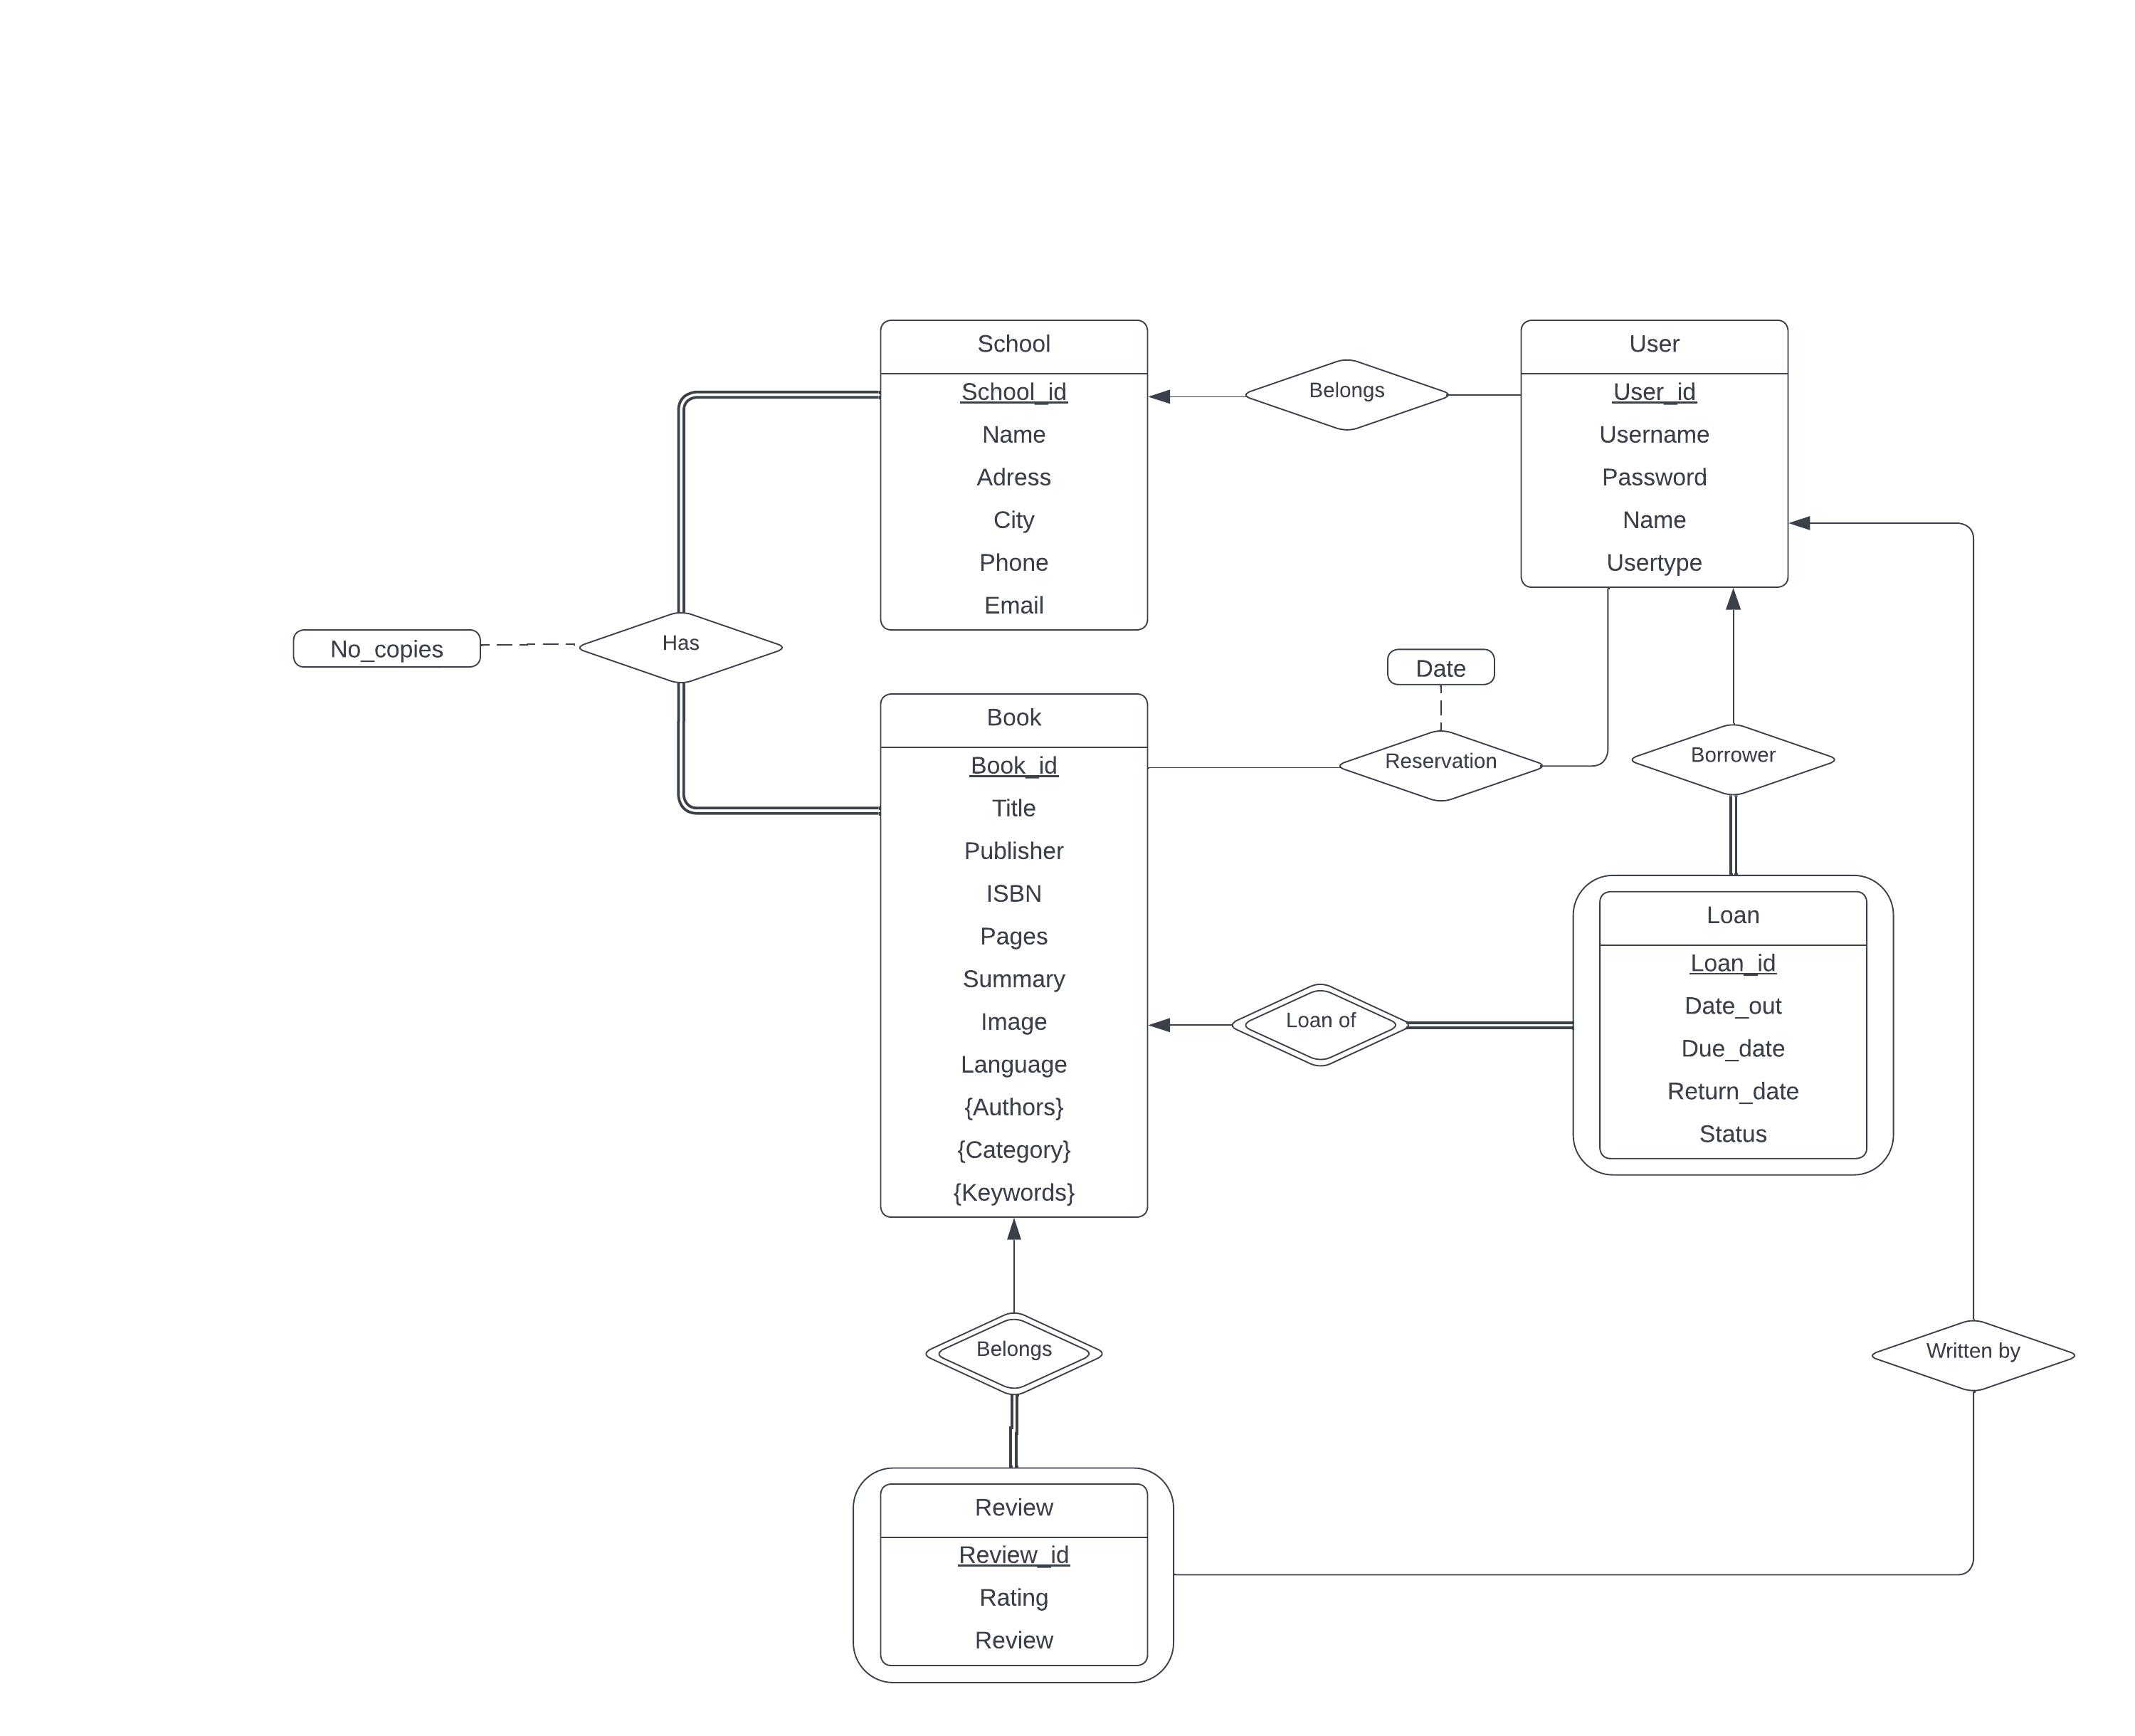 School
School_id
Name
Adress
City
Phone
Email
Belongs
User
User_id
Username
Password
Name
Usertype
No_copies
Has
Date
Reservation
Borrower
Book
Book_id
Title
Publisher
ISBN
Pages
Summary
Image
Language
{Authors}
{Category}
{Keywords}
Loan of
Loan
Loan_id
Date_out
Due_date
Return_date
Status
Belongs
Written by
Review
Review_id
Rating
Review